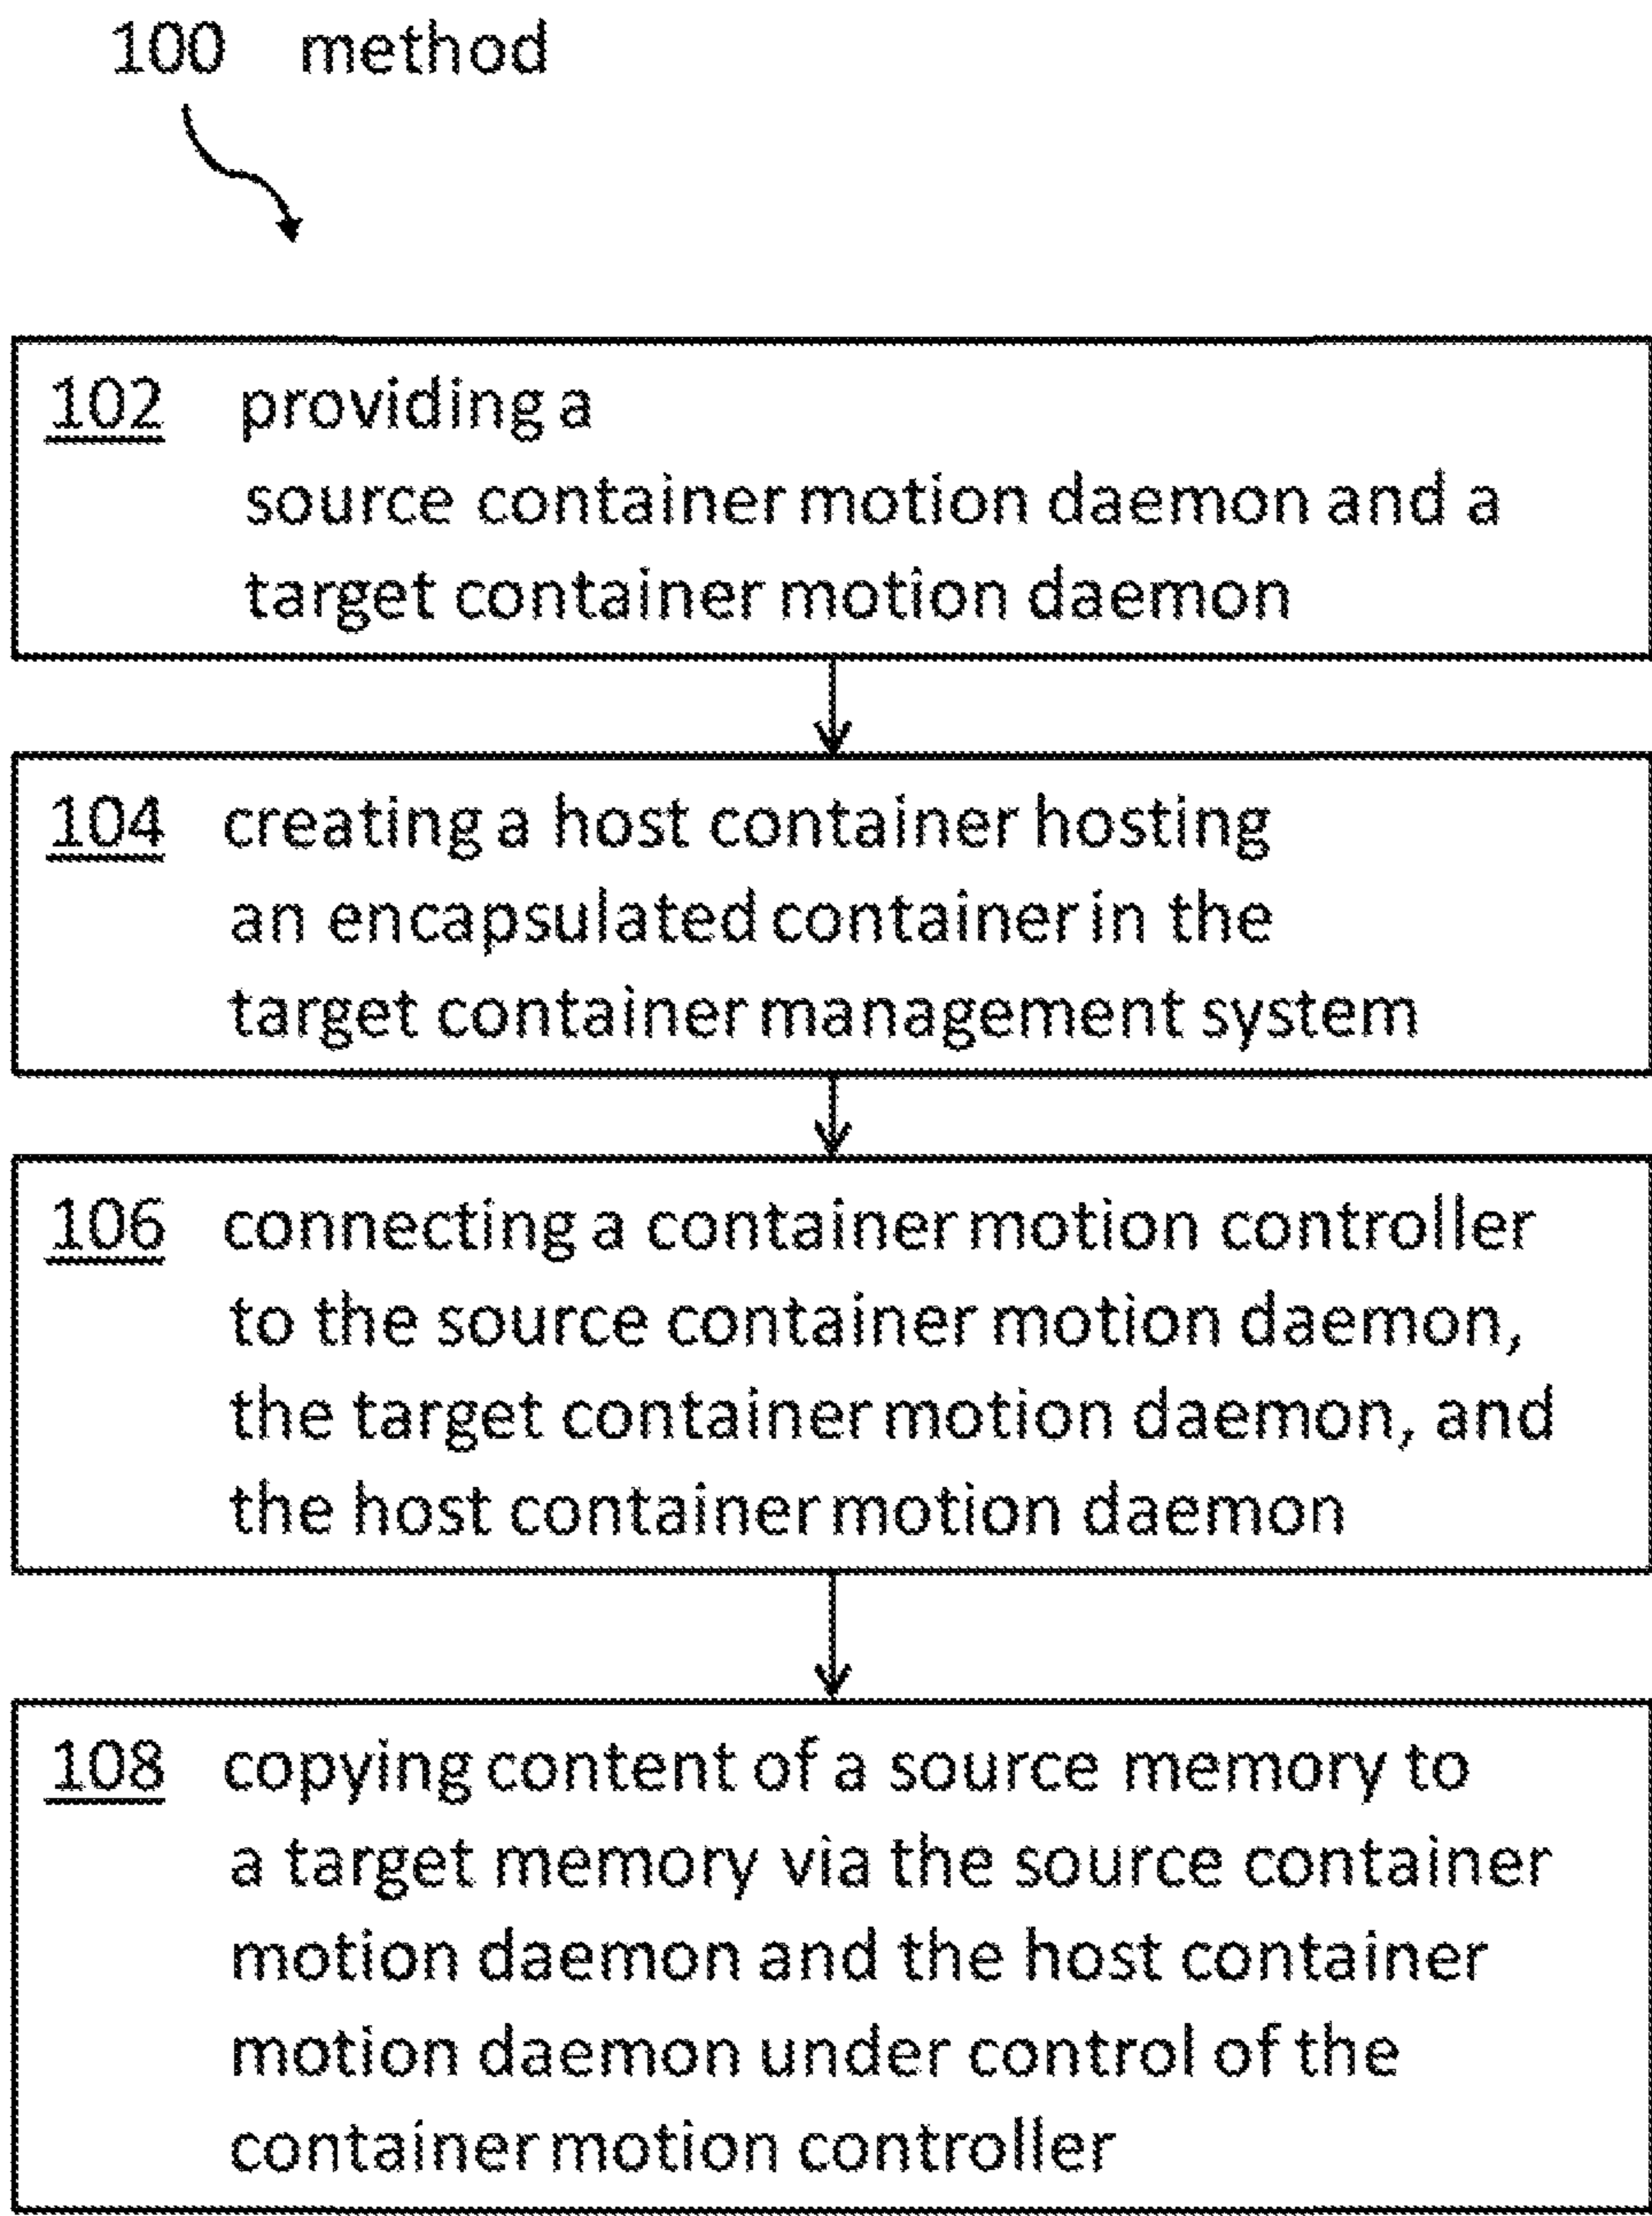 100 method
102 providing a
source container motion daemon and a
target container motion daemon
104 creating a host container hosting
an encapsulated container in the
target container management system
106 connecting a container motion controller
to the source container motion daemon,
the target container motion daemon, and
the host container motion daemon
108 copying content of a source memory to
a target memory via the source container
motion daemon and the host container
motion daemon under control of the
container motion controller